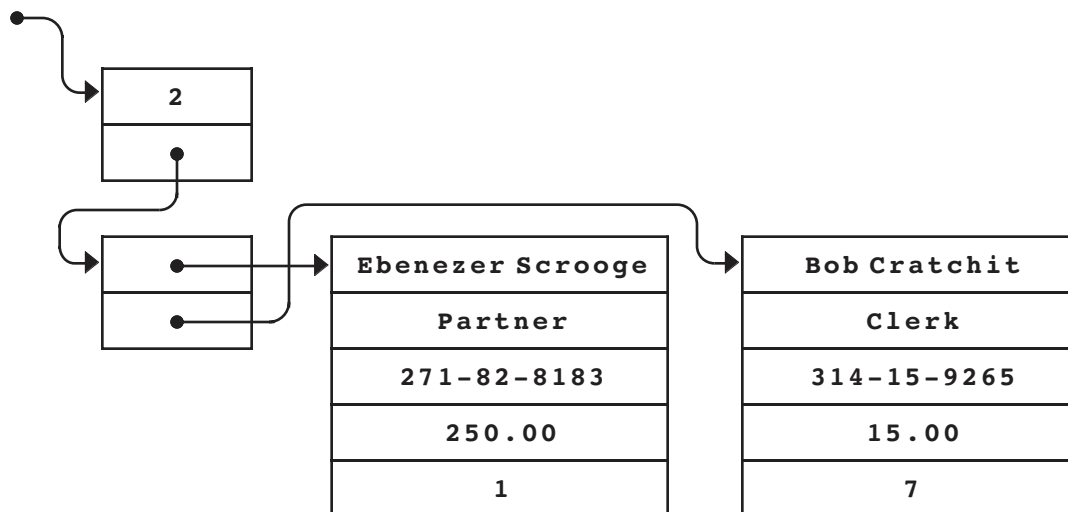 2
Ebenezer Scrooge
Partner
271-82-8183
250.00
1
Bob Cratchit
Clerk
314-15-9265
15.00
7